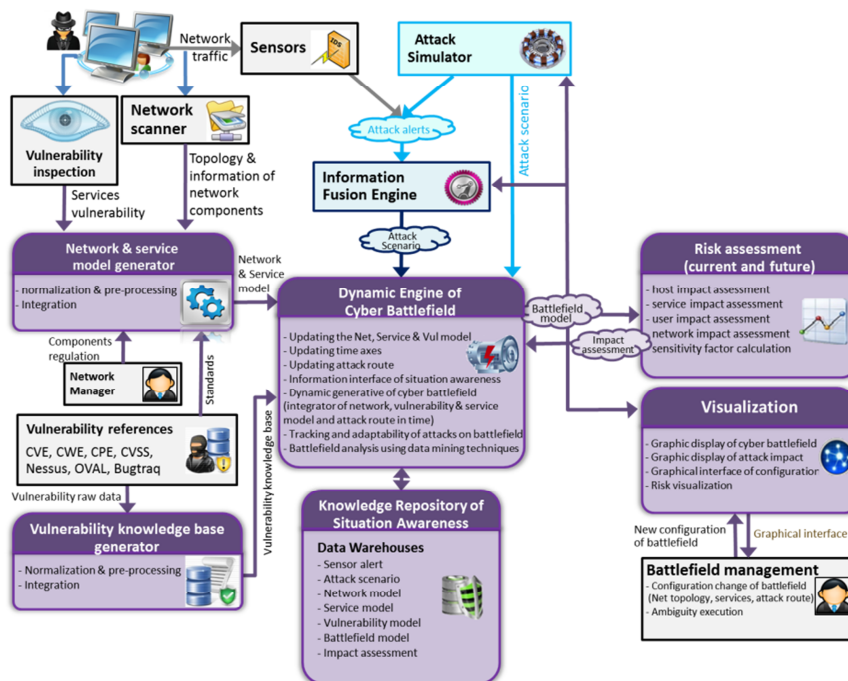 Network
traffic
Sensors
IDS
Attack
Simulator
Vulnerability
inspection
Network
scanner
Attack alerts
Attack scenario
Topology &
information of
network
components
Services
vulnerability
Information
Fusion Engine
Attack
Scenario
Network & service
model generator
- normalization & pre-processing
- Integration
Network
& Service
model
Components
regulation
Network
Manager
Standards
Vulnerability references
CVE, CWE, CPE, CVSS,
Nessus, OVAL, Bugtraq
Vulnerability raw data
Vulnerability knowledge base
generator
- Normalization & pre-processing
- Integration
Vulnerability knowledge base
Dynamic Engine of
Cyber Battlefield
- Updating the Net, Service & Vul model
- Updating time axes
- Updating attack route
- Information interface of situation awareness
- Dynamic generative of cyber battlefield
(integrator of network, vulnerability & service
model and attack route in time)
- Tracking and adaptability of attacks on battlefield
- Battlefield analysis using data mining techniques
Knowledge Repository of
Situation Awareness
Data Warehouses
- Sensor alert
- Attack scenario
- Network model
- Service model
- Vulnerability model
- Battlefield model
- Impact assessment
Battlefield
model
Impact
assessment
Risk assessment
(current and future)
- host impact assessment
- service impact assessment
- user impact assessment
network impact assessment
sensitivity factor calculation
Visualization
- Graphic display of cyber battlefield
- Graphic display of attack impact
- Graphical interface of configuration
- Risk visualization
New configuration
of battlefield
Graphical interface
Battlefield management
- Configuration change of battlefield
(Net topology, services, attack route)
- Ambiguity execution